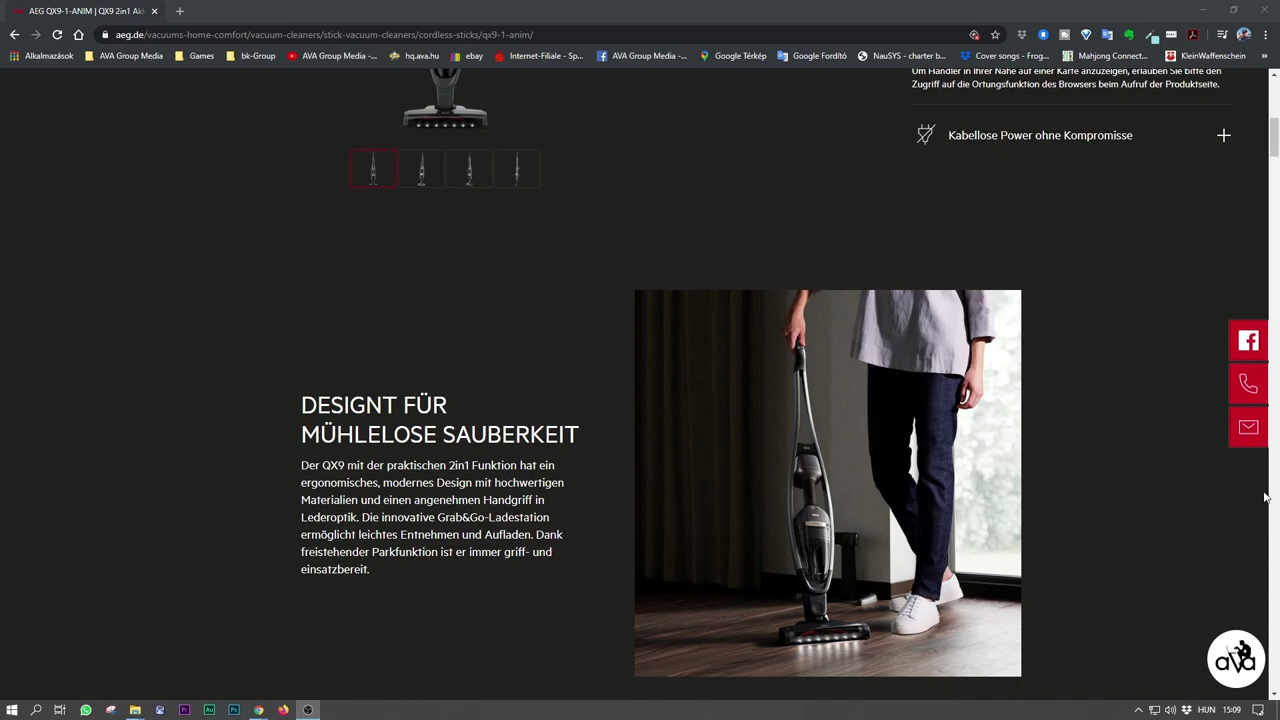 AEG QX9-1-ANIM | QX9 2in1 Ak
aeg.de/vacuums-home-comfort/vacuum-cleaners/stick-vacuum-cleaners/cordless-sticks/qx9-1-anim/
Alkalmazások
AVA Group Media
Games
bk-Group
AVA Group Media -...
hq.ava.hu
ebay
Internet-Filiale - Sp...
AVA Group Media -...
Google Térkép
Google Fordító
NauSYS - charter b...
Cover songs - Frog...
Mahjong Connect...
KleinWaffenschein
»
Um Händler in Ihrer Nähe auf einer Karte anzuzeigen, erlauben Sie bitte den
Zugriff auf die Ortungsfunktion des Browsers beim Aufruf der Produktseite.
Kabellose Power ohne Kompromisse
DESIGNT FÜR
MÜHLELOSE SAUBERKEIT
Der QX9 mit der praktischen 2in1 Funktion hat ein
ergonomisches, modernes Design mit hochwertigen
Materialien und einen angenehmen Handgriff in
Lederoptik. Die innovative Grab&Go-Ladestation
ermöglicht leichtes Entnehmen und Aufladen. Dank
freistehender Parkfunktion ist er immer griff- und
einsatzbereit.
ava
Pr
Au
Ps
HUN
15:09